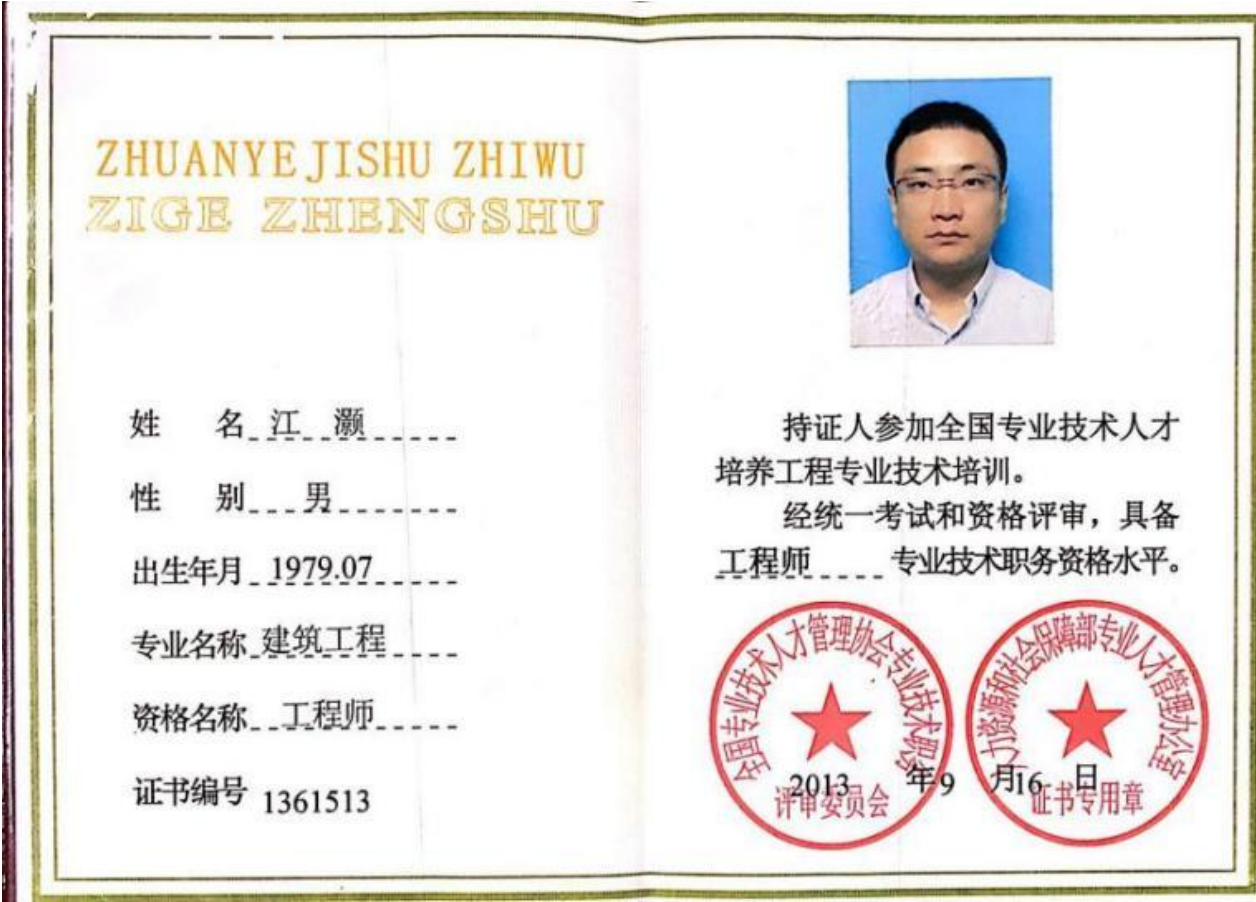 ZHUANYE JISHU ZHIWU
ZIGE ZHENGSHU
姓 名 江 灏
性 别 男
出生年月 1979.07
专业名称 建筑工程
资格名称 工程师
证书编号 1361513
持证人参加全国专业技术人才
培养工程专业技术培训。
经统一考试和资格评审，具备
工程师 专业技术职务资格水平。
全国专业技术人才管理协会专业技术职务
评审委员会
人力资源和社会保障部专业人才管理办公室
证书专用章
2013 年9 月16 日